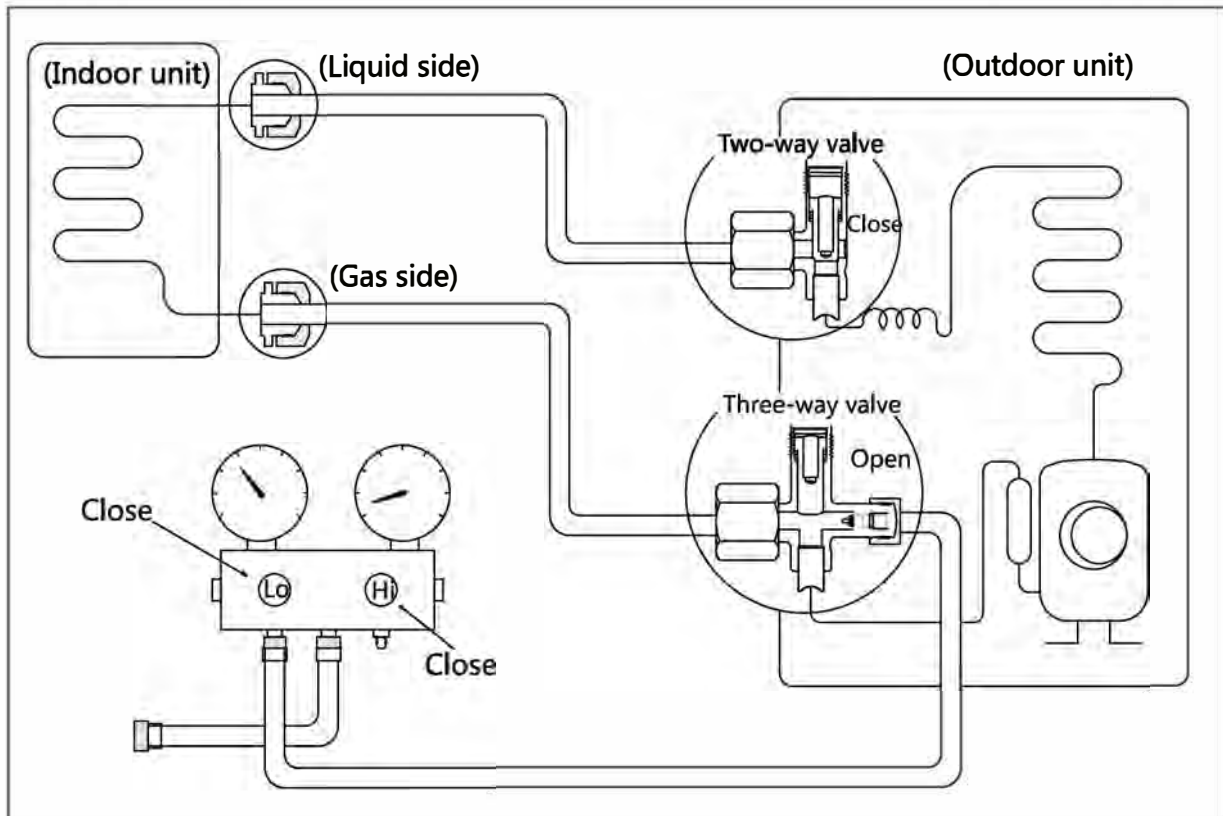 (Indoor unit)
(Liquid side)
(Outdoor unit)
Two-way valve
Close
(Gas side)
Three-way valve
Open
Close
Lo
Hi
Close